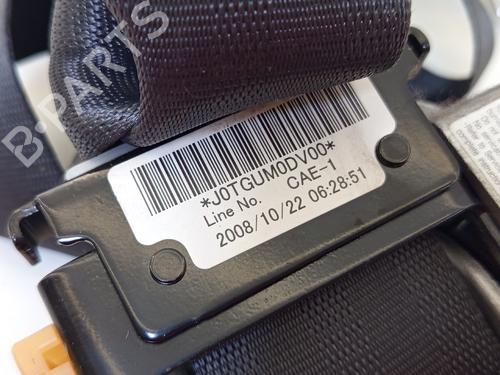 B-PARTS
*J0TGUM0DV00*
Line No. CAE-1
2008/10/22 06:28:51